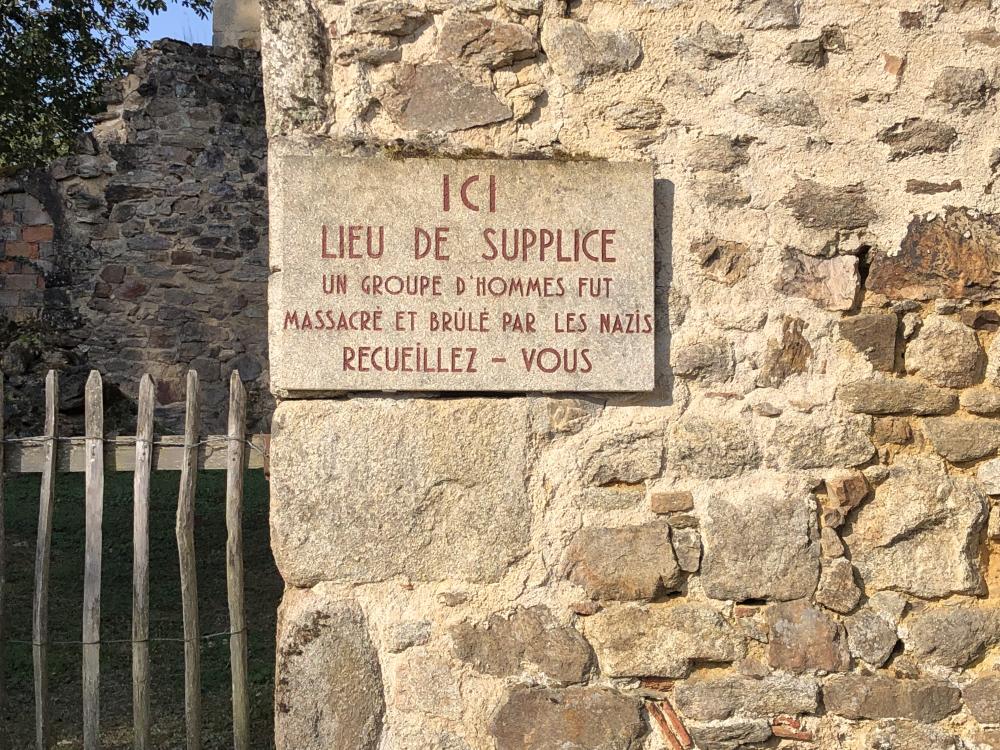 ICI
LIEU DE SUPPLICE
UN GROUPE D'HOMMES FUT
MASSACRÉ ET BRÛLÉ PAR LES NAZIS
RECUEILLEZ - VOUS